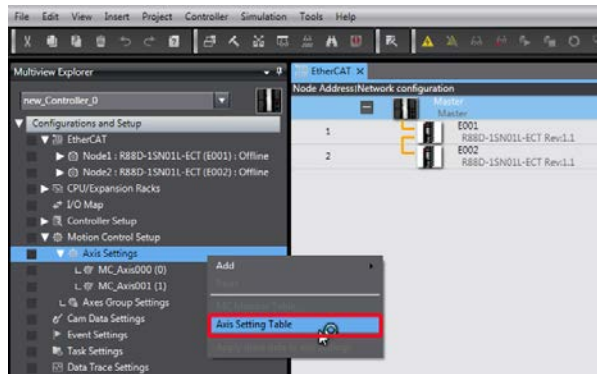 File Edit View Insert Project Controller Simulation Tools Help
Multiview Explorer
EtherCAT
Node Address|Network configuration
new_Controller_0
Master
Master
Configurations and Setup
1
E001
R88D-1SN01L-ECT Rev:1.1
EtherCAT
2
E002
R88D-1SN01L-ECT Rev:1.1
Node1 : R88D-1SN01L-ECT (E001) : Offline
Node2 : R88D-1SN01L-ECT (E002) : Offline
CPU/Expansion Racks
I/O Map
Controller Setup
Motion Control Setup
Axis Settings
MC_Axis000 (0)
MC_Axis001 (1)
Axes Group Settings
Cam Data Settings
Event Settings
Task Settings
Data Trace Settings
Add
Axis Setting Table